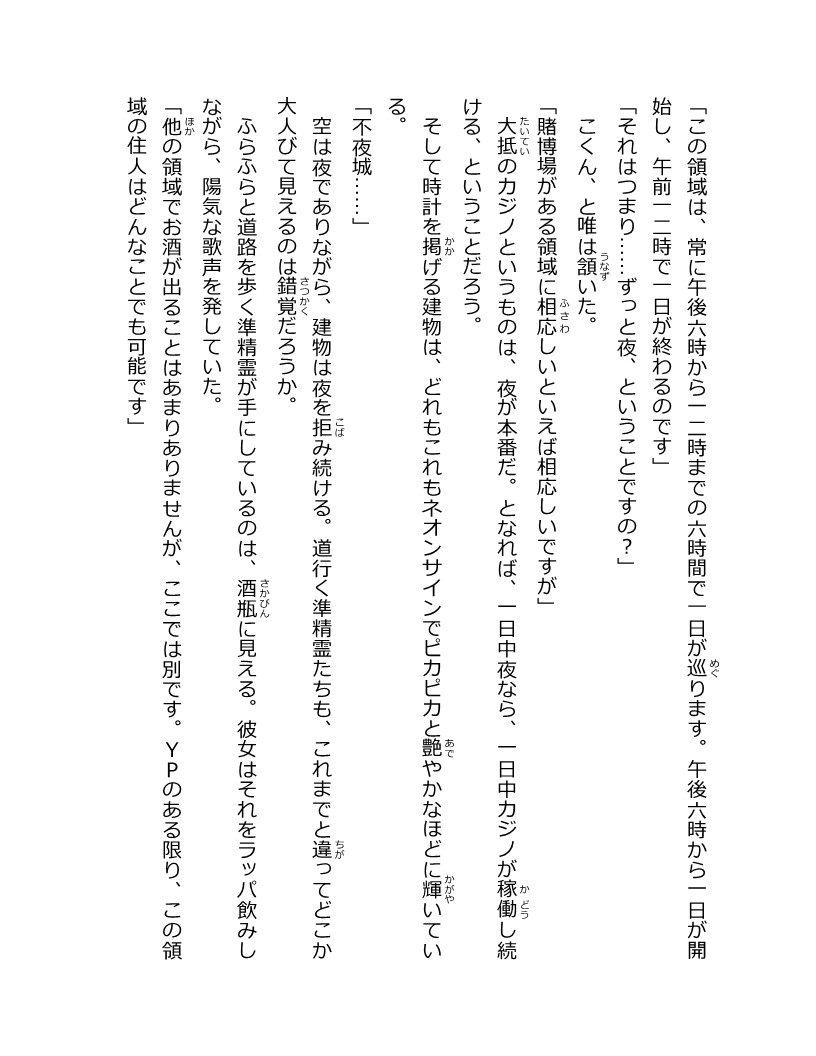 「この領域は、常に午後六時から一二時までの六時間で一日が巡ります。午後六時から一日が開
始し、午前一二時で一日が終わるのです」
「それはつまり……ずっと夜、ということですの？」
　こくん、と唯は頷いた。
「賭博場がある領域に相応しいといえば相応しいですが」
　大抵のカジノというものは、夜が本番だ。となれば、一日中夜なら、一日中カジノが稼働し続
ける、ということだろう。
　そして時計を掲げる建物は、どれもこれもネオンサインでピカピカと艶やかなほどに輝いてい
る。
「不夜城……」
　空は夜でありながら、建物は夜を拒み続ける。道行く準精霊たちも、これまでと違ってどこか
大人びて見えるのは錯覚だろうか。
　ふらふらと道路を歩く準精霊が手にしているのは、酒瓶に見える。彼女はそれをラッパ飲みし
ながら、陽気な歌声を発していた。
「他の領域でお酒が出ることはあまりありませんが、ここでは別です。ＹＰのある限り、この領
域の住人はどんなことでも可能です」